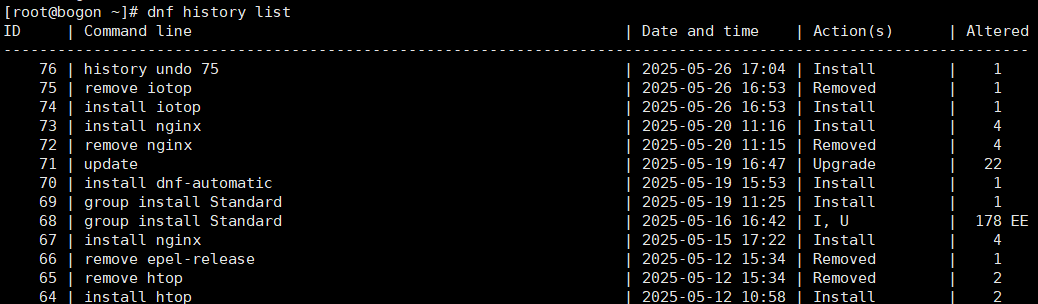 [root@bogon ~]# dnf history list
ID     | Command line                                                | Date and time    | Action(s)      | Altered
-------------------------------------------------------------------------------------------------------------------
    76 | history undo 75                                             | 2025-05-26 17:04 | Install        |    1
    75 | remove iotop                                                | 2025-05-26 16:53 | Removed        |    1
    74 | install iotop                                               | 2025-05-26 16:53 | Install        |    1
    73 | install nginx                                               | 2025-05-20 11:16 | Install        |    4
    72 | remove nginx                                                | 2025-05-20 11:15 | Removed        |    4
    71 | update                                                      | 2025-05-19 16:47 | Upgrade        |   22
    70 | install dnf-automatic                                       | 2025-05-19 15:53 | Install        |    1
    69 | group install Standard                                      | 2025-05-19 11:25 | Install        |    1
    68 | group install Standard                                      | 2025-05-16 16:42 | I, U           |  178 EE
    67 | install nginx                                               | 2025-05-15 17:22 | Install        |    4
    66 | remove epel-release                                         | 2025-05-12 15:34 | Removed        |    1
    65 | remove htop                                                 | 2025-05-12 15:34 | Removed        |    2
    64 | install htop                                                | 2025-05-12 10:58 | Install        |    2